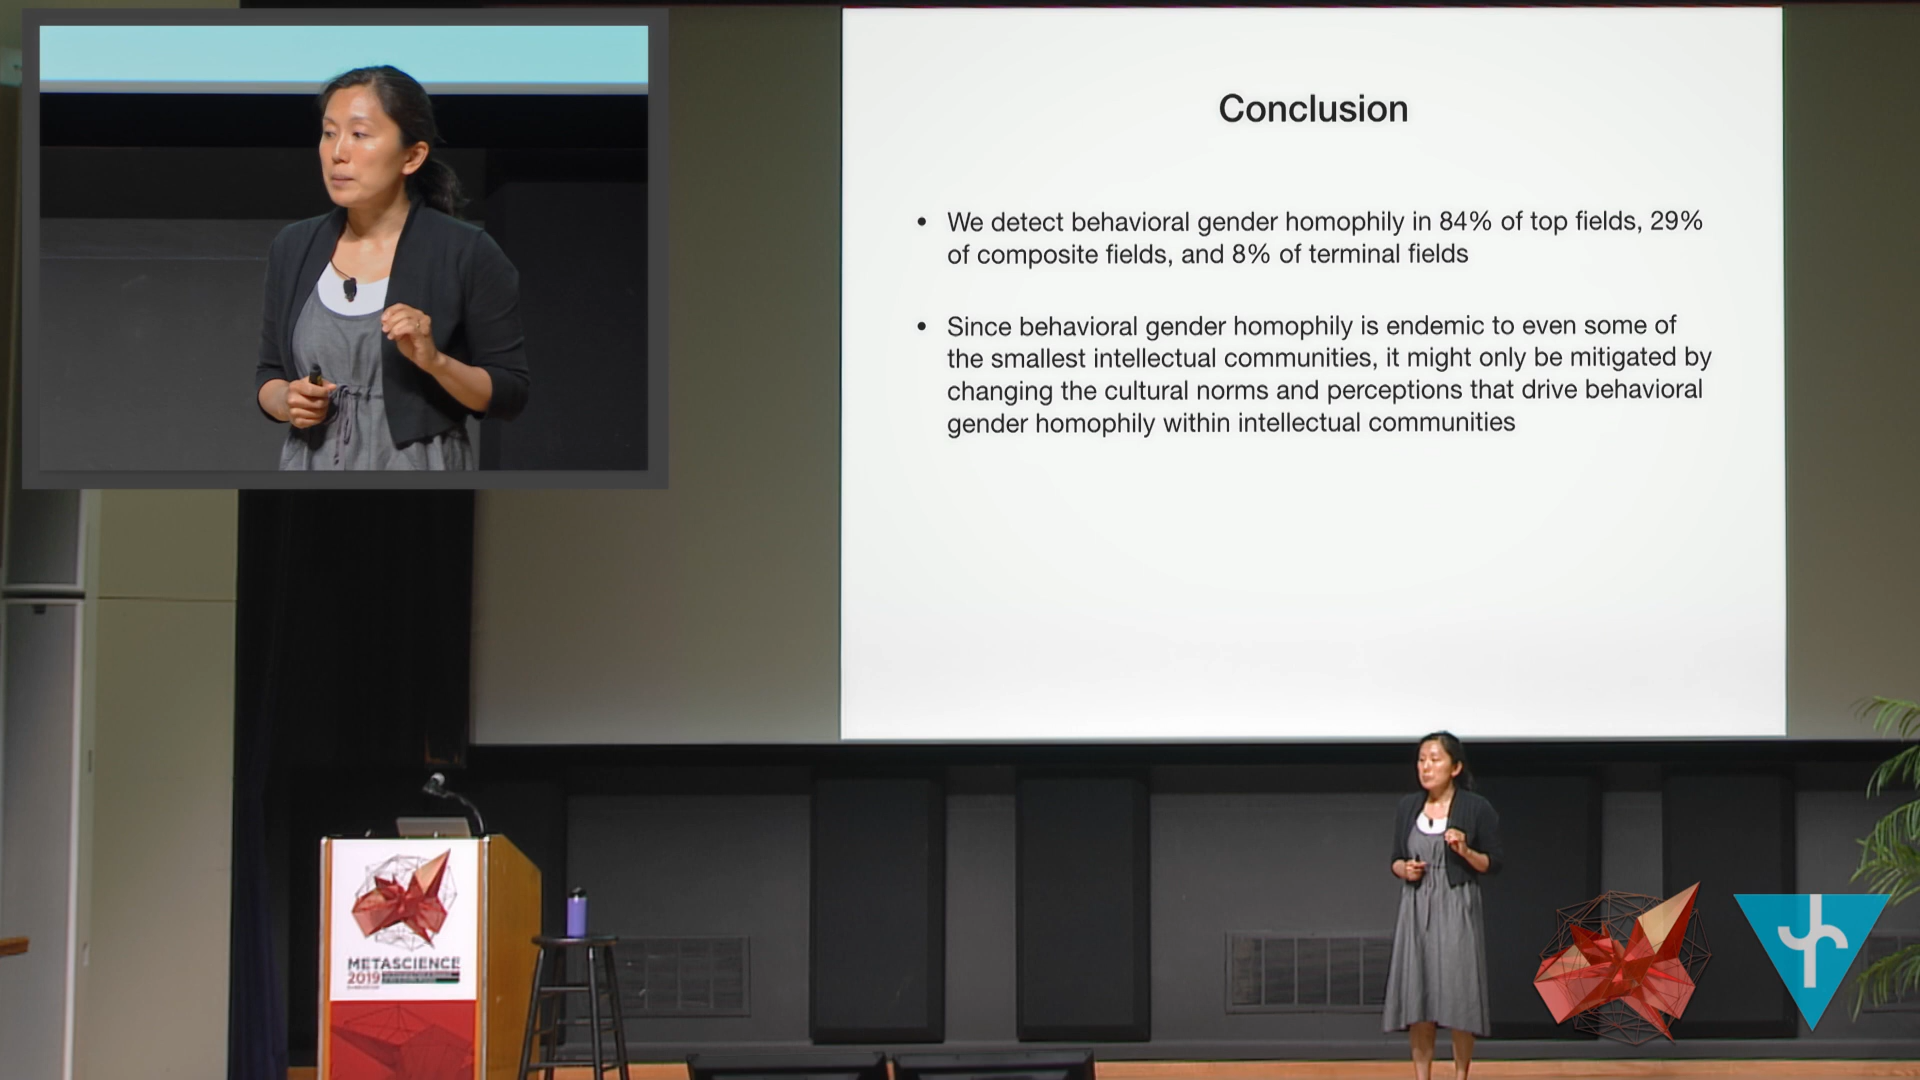 Conclusion
• We detect behavioral gender homophily in 84% of top fields, 29%
of composite fields, and 8% of terminal fields
• Since behavioral gender homophily is endemic to even some of
the smallest intellectual communities, it might only be mitigated by
changing the cultural norms and perceptions that drive behavioral
gender homophily within intellectual communities
METASCIENCE
2019